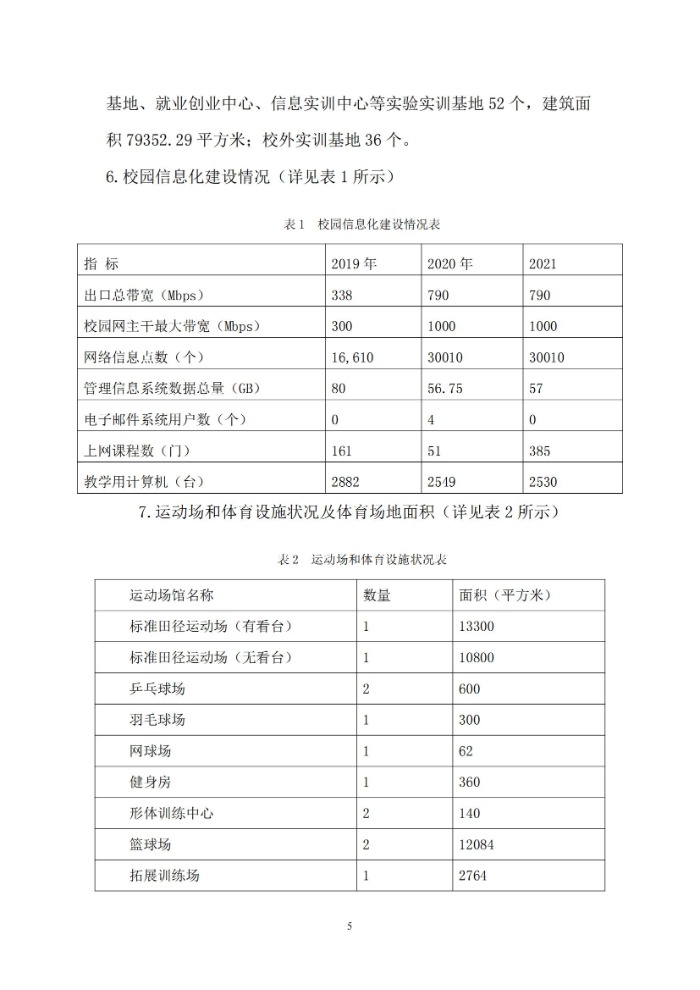 基地、就业创业中心、信息实训中心等实验实训基地 52 个，建筑面
积 79352.29 平方米；校外实训基地 36 个。
6.校园信息化建设情况（详见表 1 所示）
表 1 校园信息化建设情况表
指 标 2019 年 2020 年 2021
出口总带宽（Mbps） 338 790 790
校园网主干最大带宽（Mbps） 300 1000 1000
网络信息点数（个） 16,610 30010 30010
管理信息系统数据总量（GB） 80 56.75 57
电子邮件系统用户数（个） 0 4 0
上网课程数（门） 161 51 385
教学用计算机（台） 2882 2549 2530
7.运动场和体育设施状况及体育场地面积（详见表 2 所示）
表 2 运动场和体育设施状况表
运动场馆名称 数量 面积（平方米）
标准田径运动场（有看台） 1 13300
标准田径运动场（无看台） 1 10800
乒乓球场 2 600
羽毛球场 1 300
网球场 1 62
健身房 1 360
形体训练中心 2 140
篮球场 2 12084
拓展训练场 1 2764
5